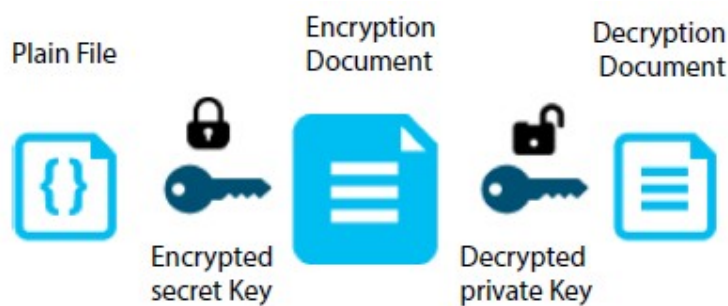 Plain File
Encryption
Document
Decryption
Document
Encrypted
secret Key
Decrypted
private Key